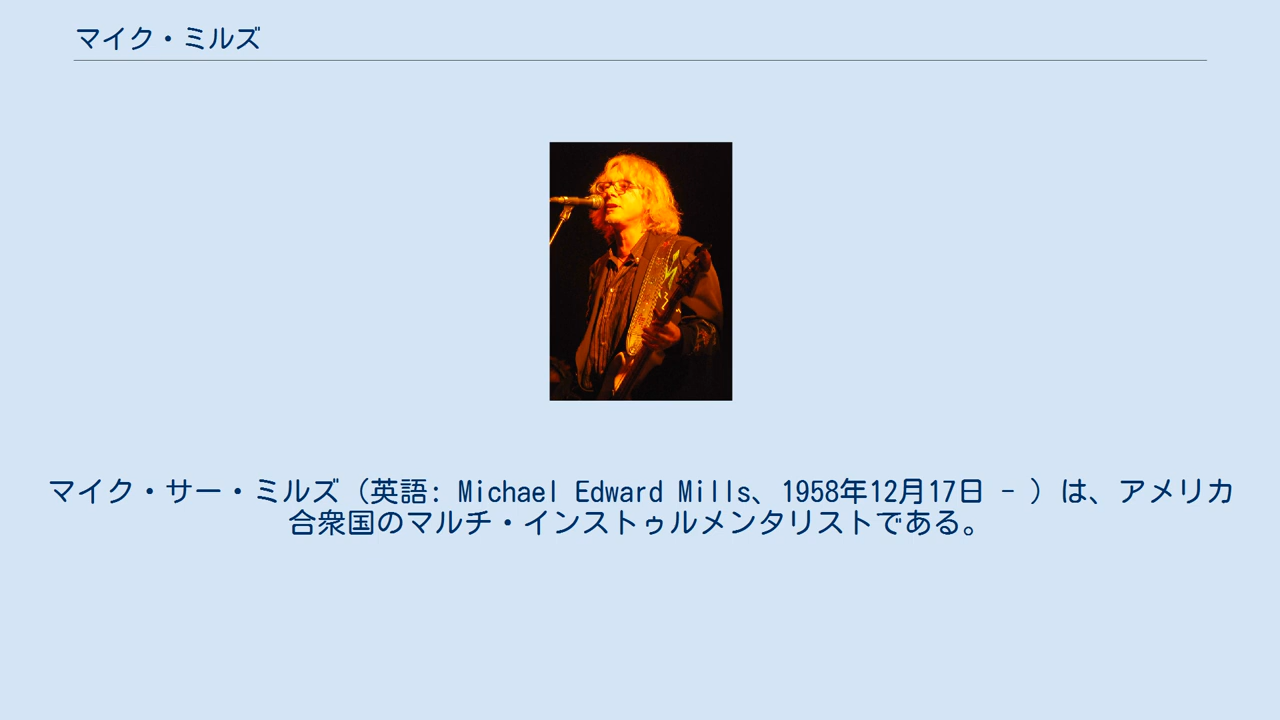 マイク・ミルズ
マイク・サー・ミルズ（英語: Michael Edward Mills、1958年12月17日 - ）は、アメリカ
合衆国のマルチ・インストゥルメンタリストである。